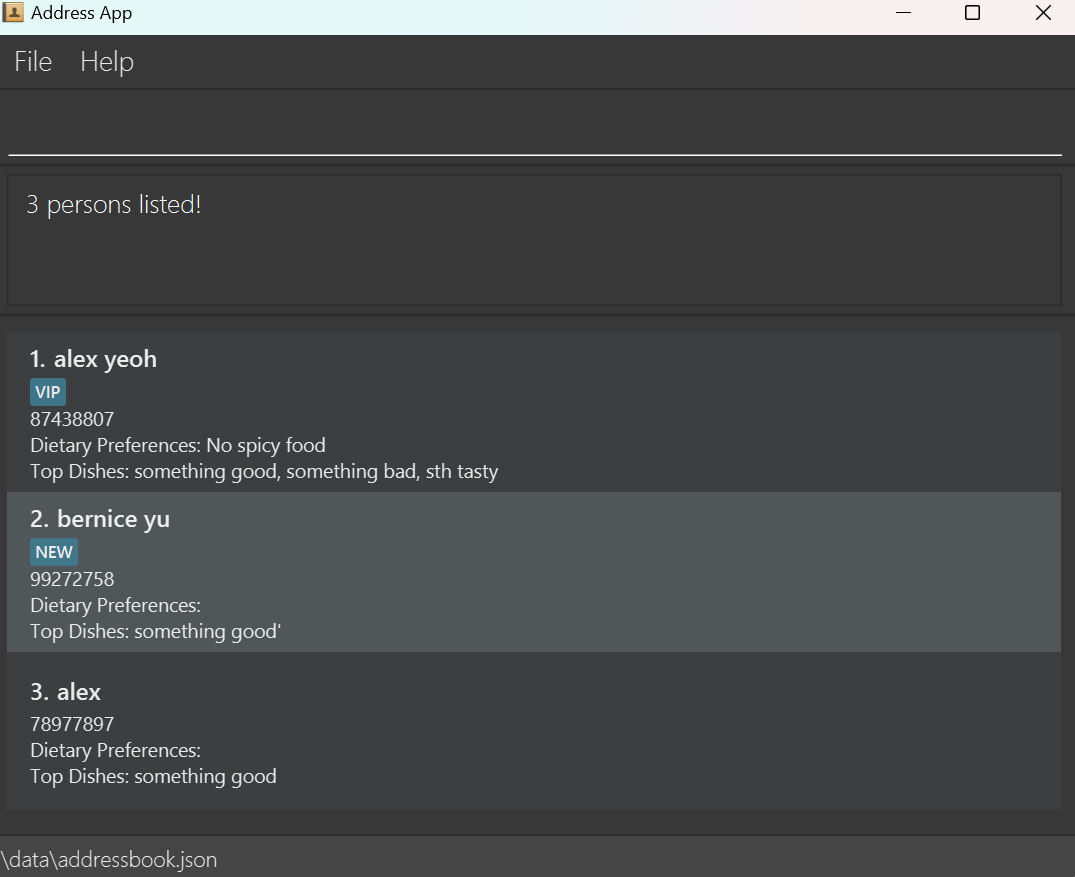 Address App
File Help
3 persons listed!
1. alex yeoh
VIP
87438807
Dietary Preferences: No spicy food
Top Dishes: something good, something bad, sth tasty
2. bernice yu
NEW
99272758
Dietary Preferences:
Top Dishes: something good'
3. alex
78977897
Dietary Preferences:
Top Dishes: something good
\data\addressbook.json